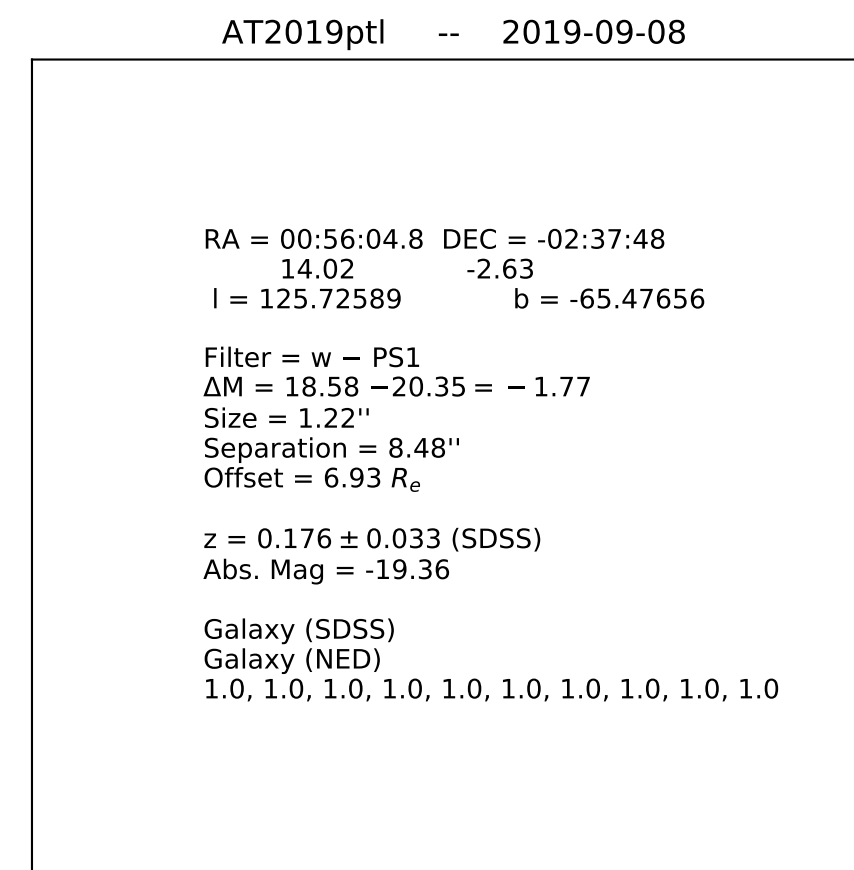 AT2019ptl -- 2019-09-08
RA = 00:56:04.8 DEC = -02:37:48
14.02 -2.63
l = 125.72589 b = -65.47656
Filter = w − PS1
ΔM = 18.58 −20.35 = − 1.77
Size = 1.22''
Separation = 8.48''
Offset = 6.93 Rₑ
z = 0.176 ± 0.033 (SDSS)
Abs. Mag = -19.36
Galaxy (SDSS)
Galaxy (NED)
1.0, 1.0, 1.0, 1.0, 1.0, 1.0, 1.0, 1.0, 1.0, 1.0